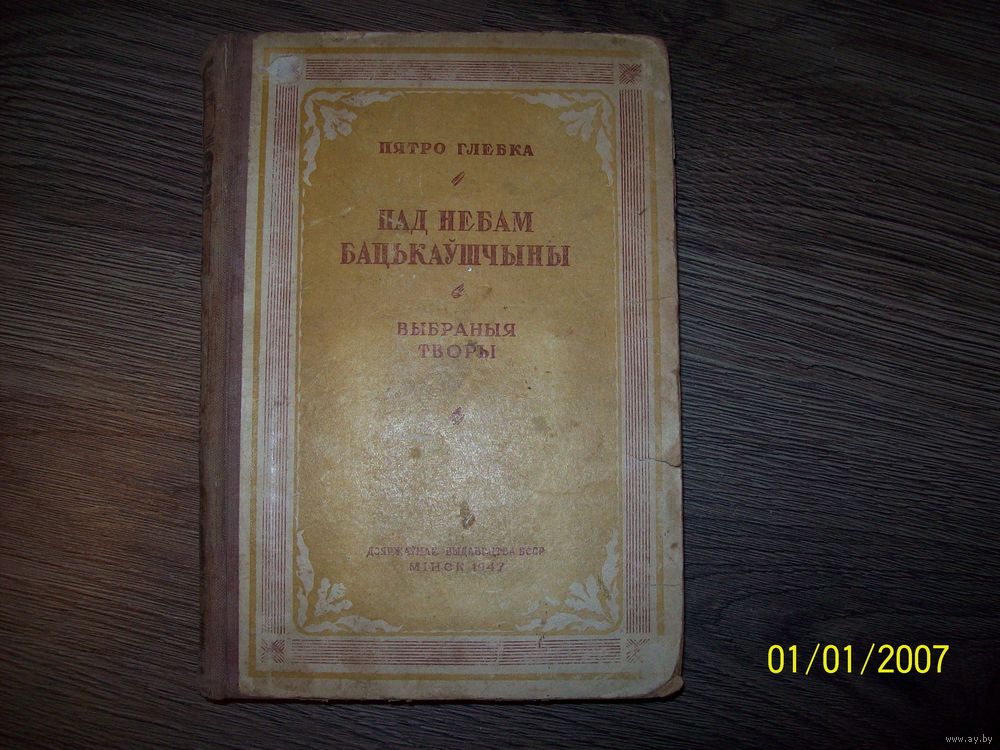 ПЯТРО ГЛЕБКА
ПАД НЕБАМ
БАЦЬКАЎШЧЫНЫ
ВЫБРАНЫЯ
ТВОРЫ
ДЗЯРЖАЎНАЕ ВЫДАВЕЦТВА БССР
МІНСК 1947
01/01/2007
www.ay.by